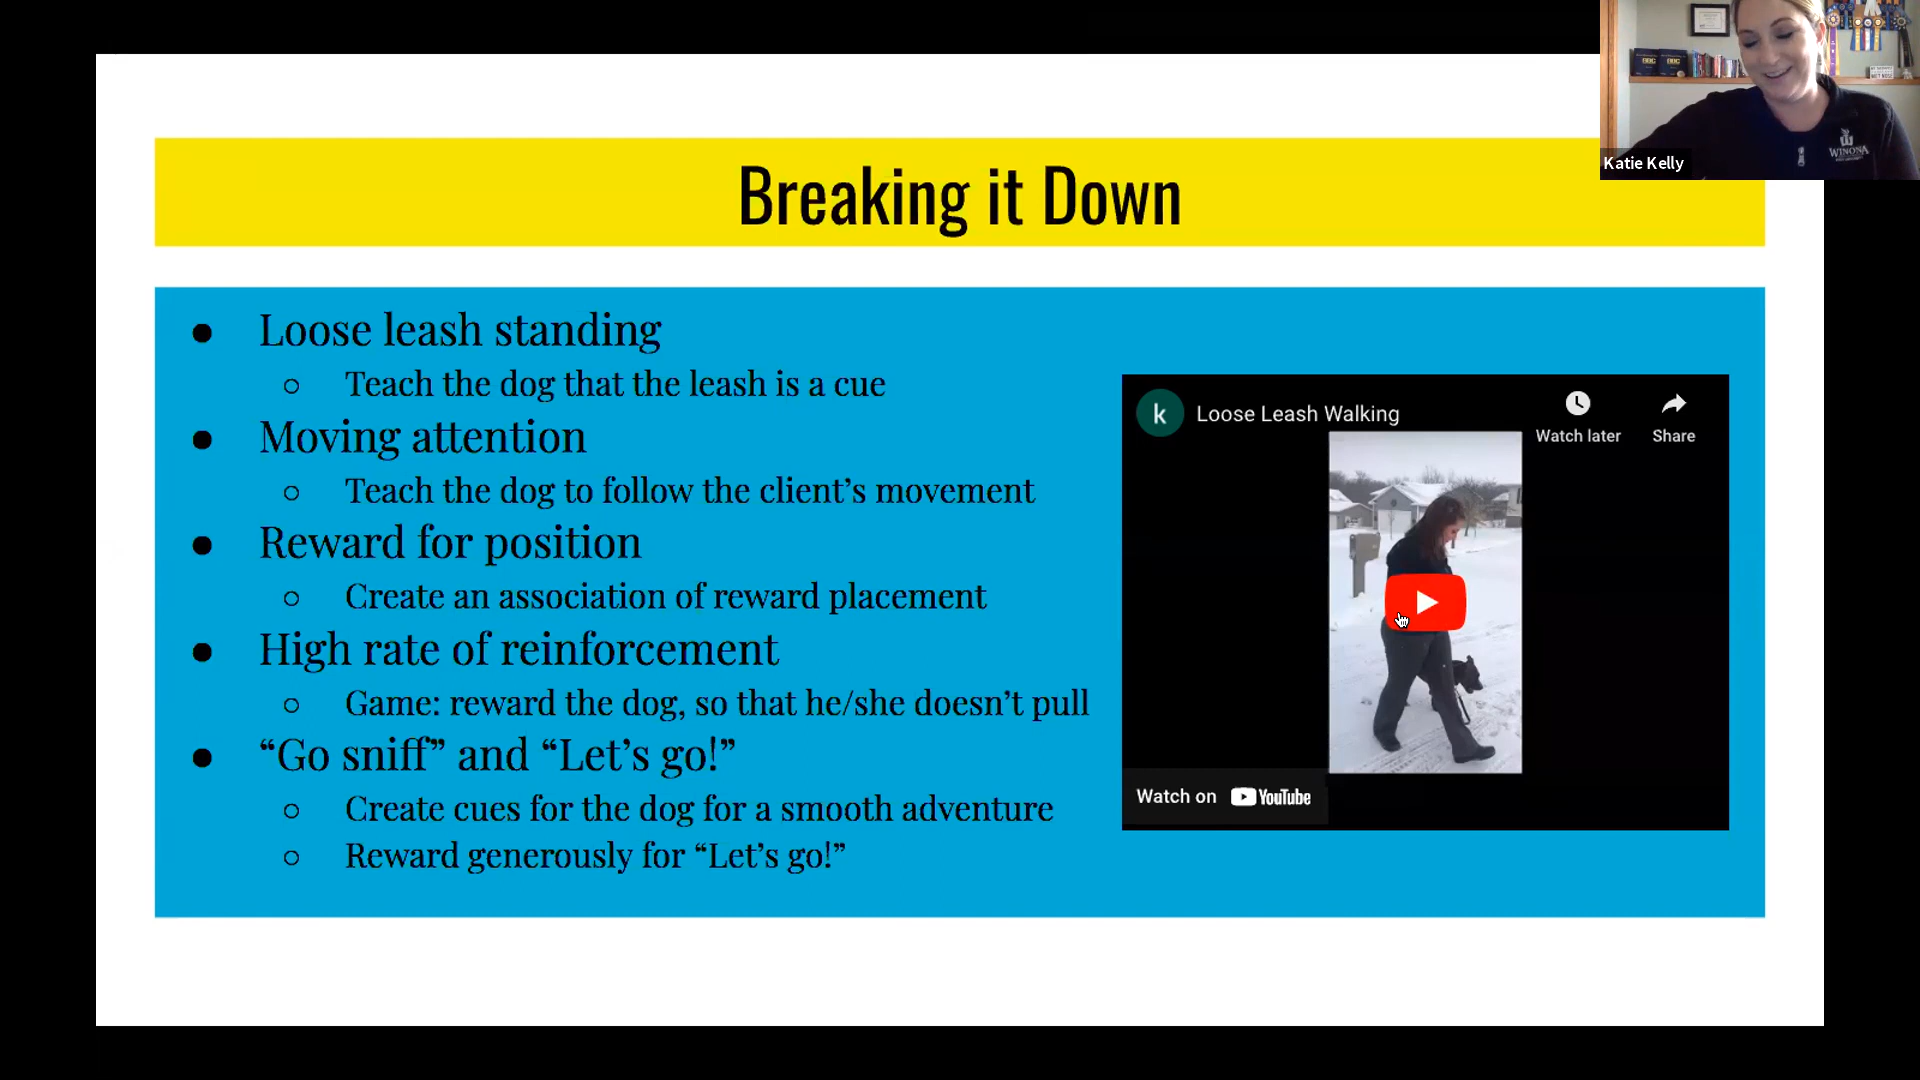 Breaking it Down
● Loose leash standing
○ Teach the dog that the leash is a cue
● Moving attention
○ Teach the dog to follow the client’s movement
● Reward for position
○ Create an association of reward placement
● High rate of reinforcement
○ Game: reward the dog, so that he/she doesn’t pull
● “Go sniff” and “Let’s go!”
○ Create cues for the dog for a smooth adventure
○ Reward generously for “Let’s go!”
k Loose Leash Walking
Watch later
Share
Watch on YouTube
WINONA
Katie Kelly